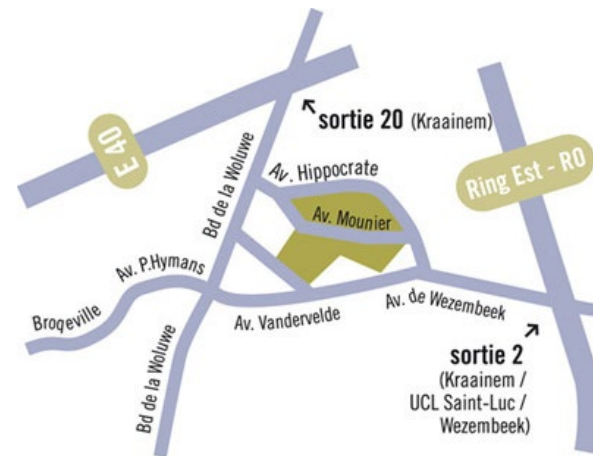 E 40
sortie 20 (Kraainem)
Bd de la Woluwe
Av. Hippocrate
Av. Mounier
Ring Est - R0
Av. P.Hymans
Broqeville
Av. Vandervelde
Av. de Wezembeek
Bd de la Woluwe
sortie 2
(Kraainem /
UCL Saint-Luc /
Wezembeek)